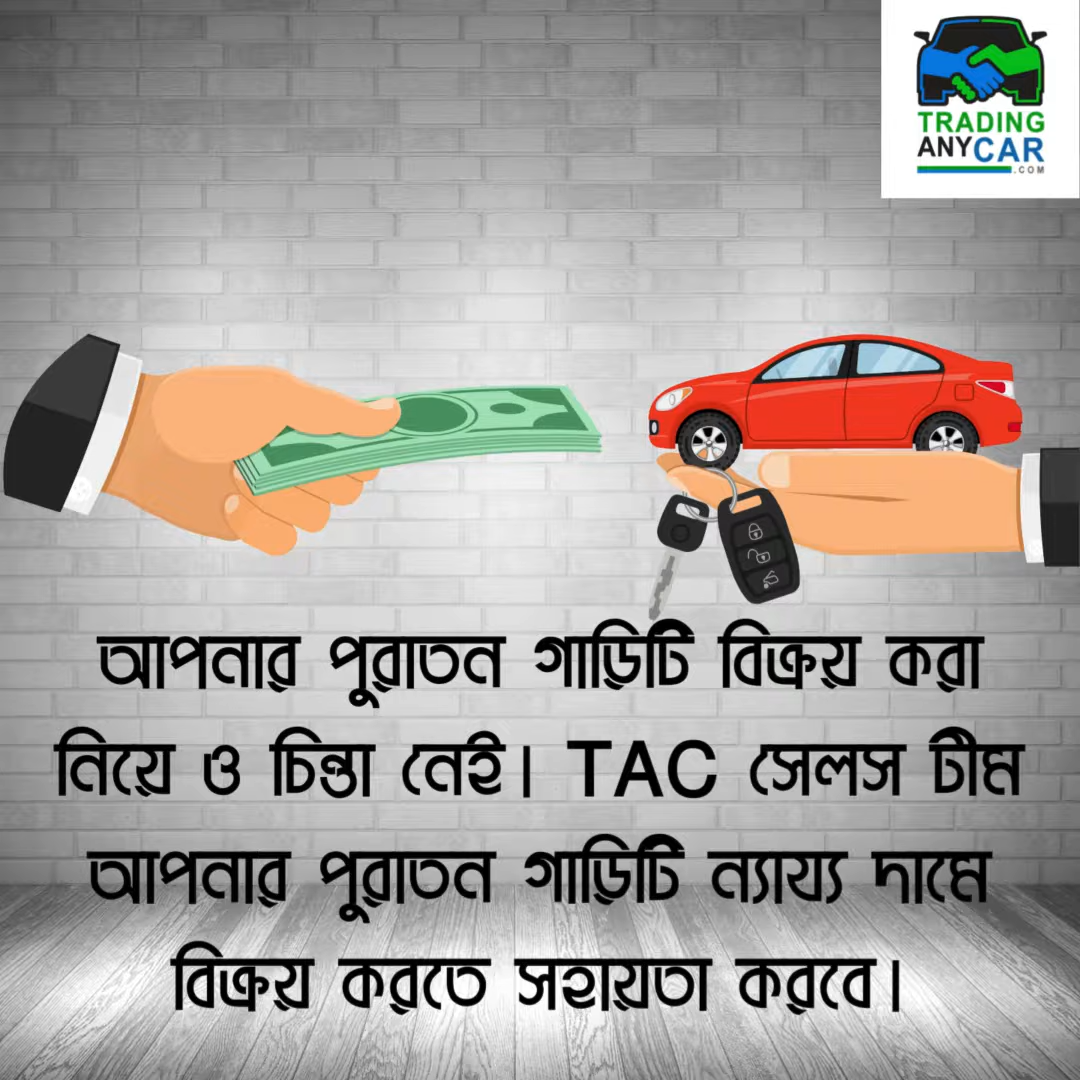 TRADING
ANYCAR
.COM
আপনার পুরাতন গাড়িটি বিক্রয় করা
নিয়ে ও চিন্তা নেই। TAC সেলস টীম
আপনার পুরাতন গাড়িটি ন্যায্য দামে
বিক্রয় করতে সহায়তা করবে।